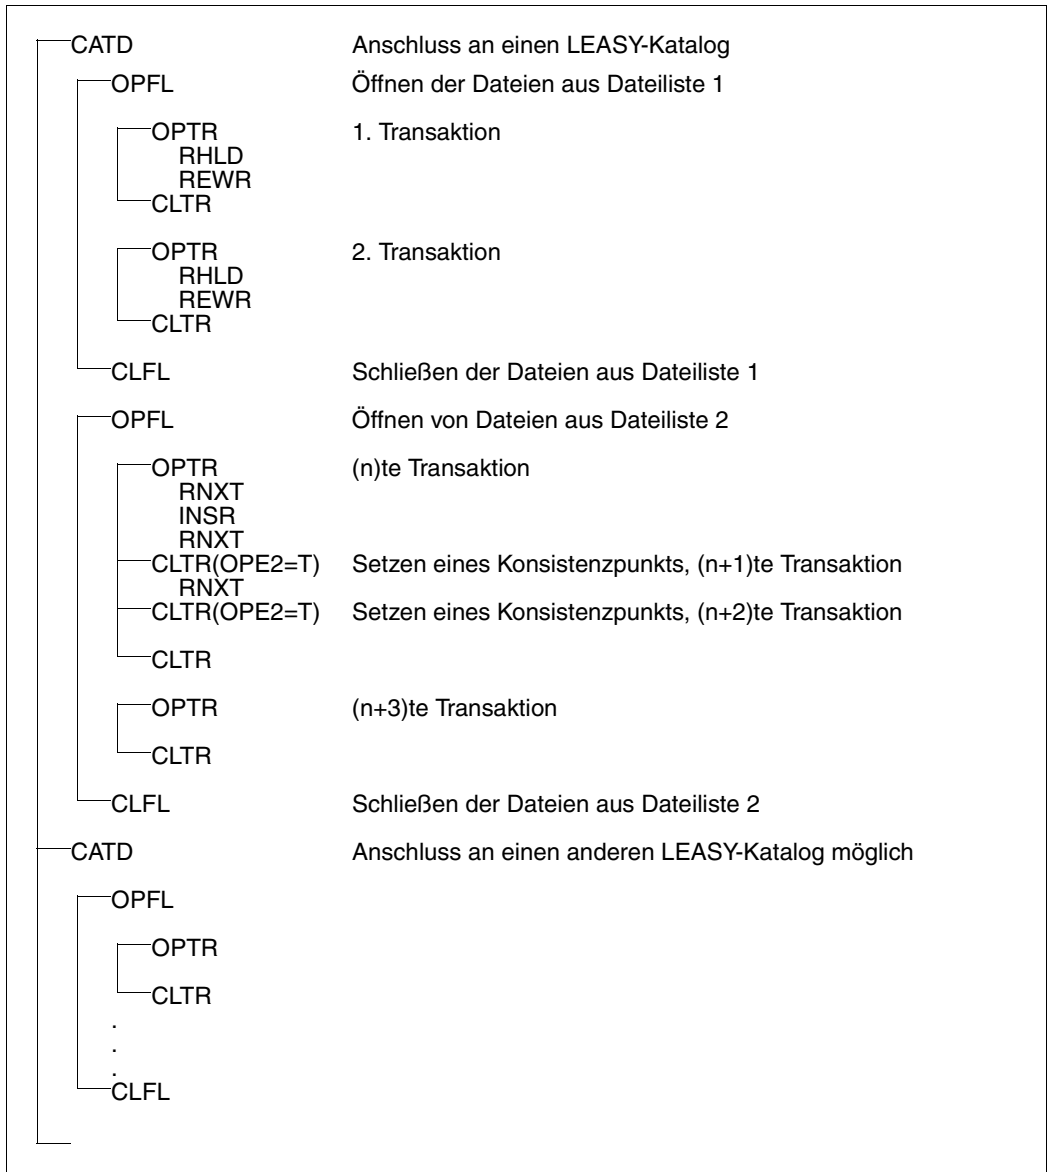 CATD Anschluss an einen LEASY-Katalog
OPFL Öffnen der Dateien aus Dateiliste 1
OPTR 1. Transaktion
RHLD
REWR
CLTR
OPTR 2. Transaktion
RHLD
REWR
CLTR
CLFL Schließen der Dateien aus Dateiliste 1
OPFL Öffnen von Dateien aus Dateiliste 2
OPTR (n)te Transaktion
RNXT
INSR
RNXT
CLTR(OPE2=T) Setzen eines Konsistenzpunkts, (n+1)te Transaktion
RNXT
CLTR(OPE2=T) Setzen eines Konsistenzpunkts, (n+2)te Transaktion
CLTR
OPTR (n+3)te Transaktion
CLTR
CLFL Schließen der Dateien aus Dateiliste 2
CATD Anschluss an einen anderen LEASY-Katalog möglich
OPFL
OPTR
CLTR
.
.
.
CLFL